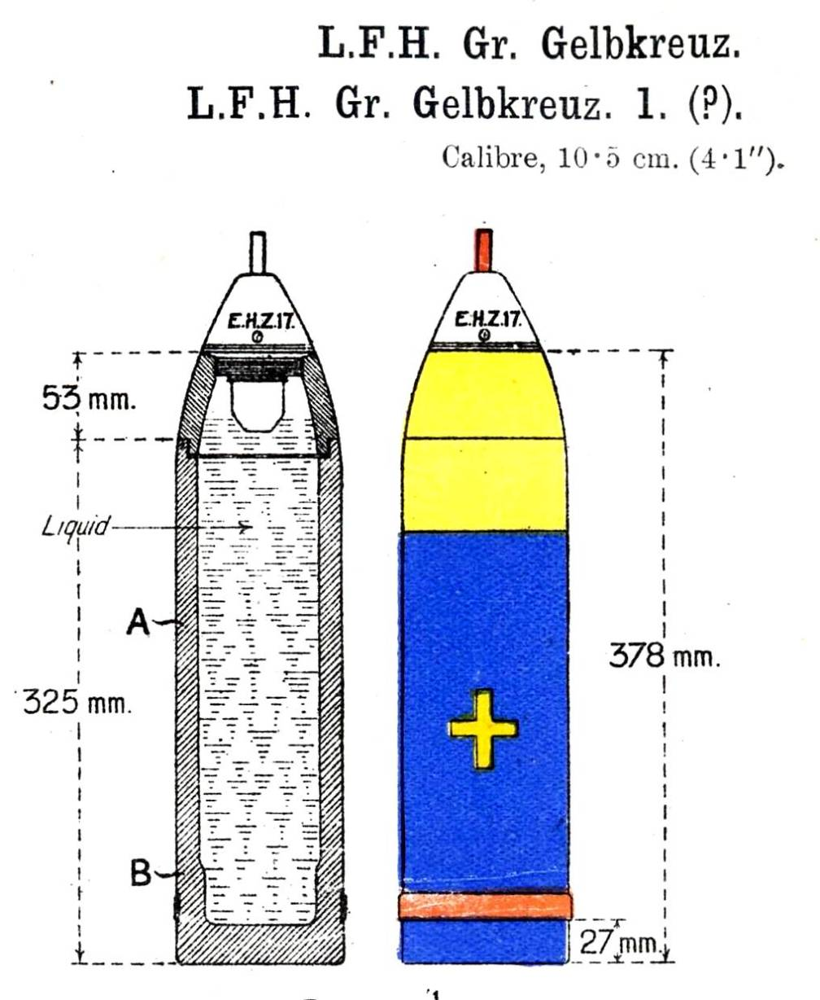 L.F.H. Gr. Gelbkreuz.
L.F.H. Gr. Gelbkreuz. 1. (?).
Calibre, 10·5 cm. (4·1″).
E.H.Z.17.
E.H.Z.17.
53 mm.
Liquid
A
378 mm.
325 mm.
B
27 mm.